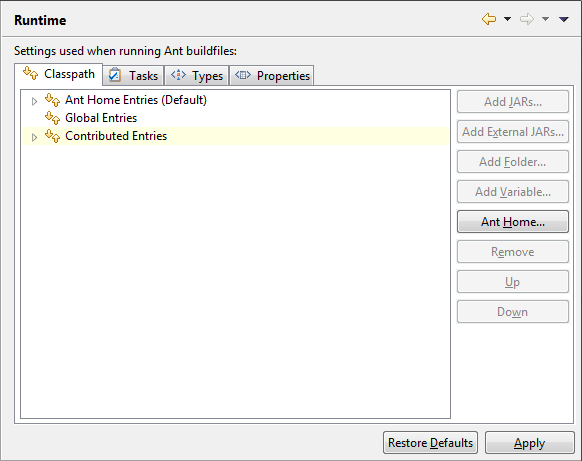 Runtime
Settings used when running Ant buildfiles:
Classpath Tasks Types Properties
Ant Home Entries (Default)
Global Entries
Contributed Entries
Add JARs...
Add External JARs...
Add Folder...
Add Variable...
Ant Home...
Remove
Up
Down
Restore Defaults Apply